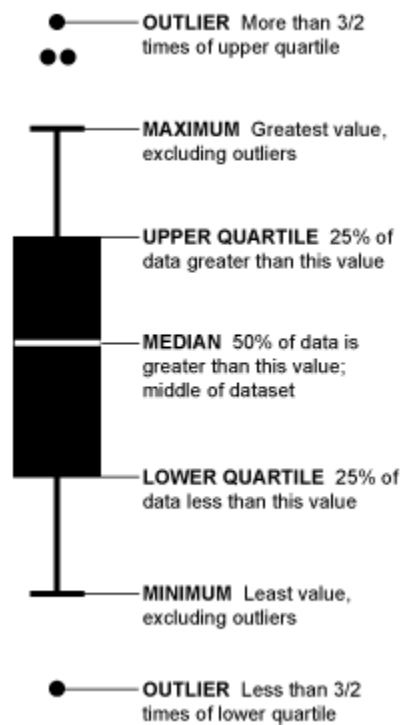 OUTLIER More than 3/2
times of upper quartile
MAXIMUM Greatest value,
excluding outliers
UPPER QUARTILE 25% of
data greater than this value
MEDIAN 50% of data is
greater than this value;
middle of dataset
LOWER QUARTILE 25% of
data less than this value
MINIMUM Least value,
excluding outliers
OUTLIER Less than 3/2
times of lower quartile